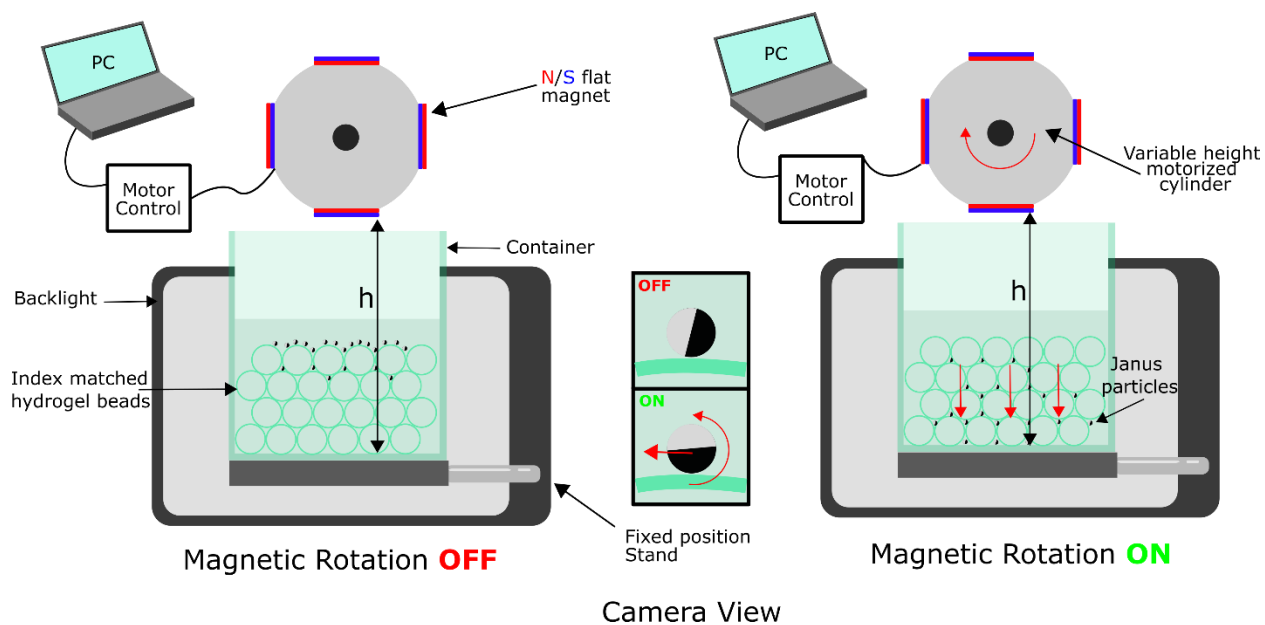 PC
N/S flat
magnet
Motor
Control
Container
Backlight
h
Index matched
hydrogel beads
Fixed position
Stand
Magnetic Rotation OFF
OFF
ON
PC
Motor
Control
Variable height
motorized
cylinder
h
Janus
particles
Magnetic Rotation ON
Camera View